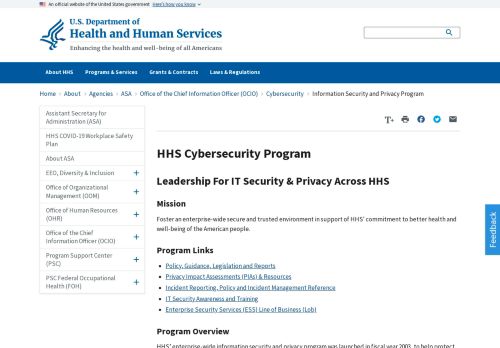 An official website of the United States government Here's how you know
U.S. Department of
Health and Human Services
Enhancing the health and well-being of all Americans
About HHS Programs & Services Grants & Contracts Laws & Regulations
Home About Agencies ASA Office of the Chief Information Officer (OCIO) Cybersecurity Information Security and Privacy Program
Assistant Secretary for
Administration (ASA)
HHS COVID-19 Workplace Safety
Plan
About ASA
EEO, Diversity & Inclusion +
Office of Organizational
Management (OOM) +
Office of Human Resources
(OHR) +
Office of the Chief
Information Officer (OCIO) +
Program Support Center
(PSC) +
PSC Federal Occupational
Health (FOH) +
T+
HHS Cybersecurity Program
Leadership For IT Security & Privacy Across HHS
Mission
Foster an enterprise-wide secure and trusted environment in support of HHS' commitment to better health and
well-being of the American people.
Program Links
Policy, Guidance, Legislation and Reports
Privacy Impact Assessments (PIAs) & Resources
Incident Reporting, Policy and Incident Management Reference
IT Security Awareness and Training
Enterprise Security Services (ESS) Line of Business (Lob)
Program Overview
HHS' enterprise-wide information security and privacy program was launched in fiscal year 2003, to help protect
Feedback